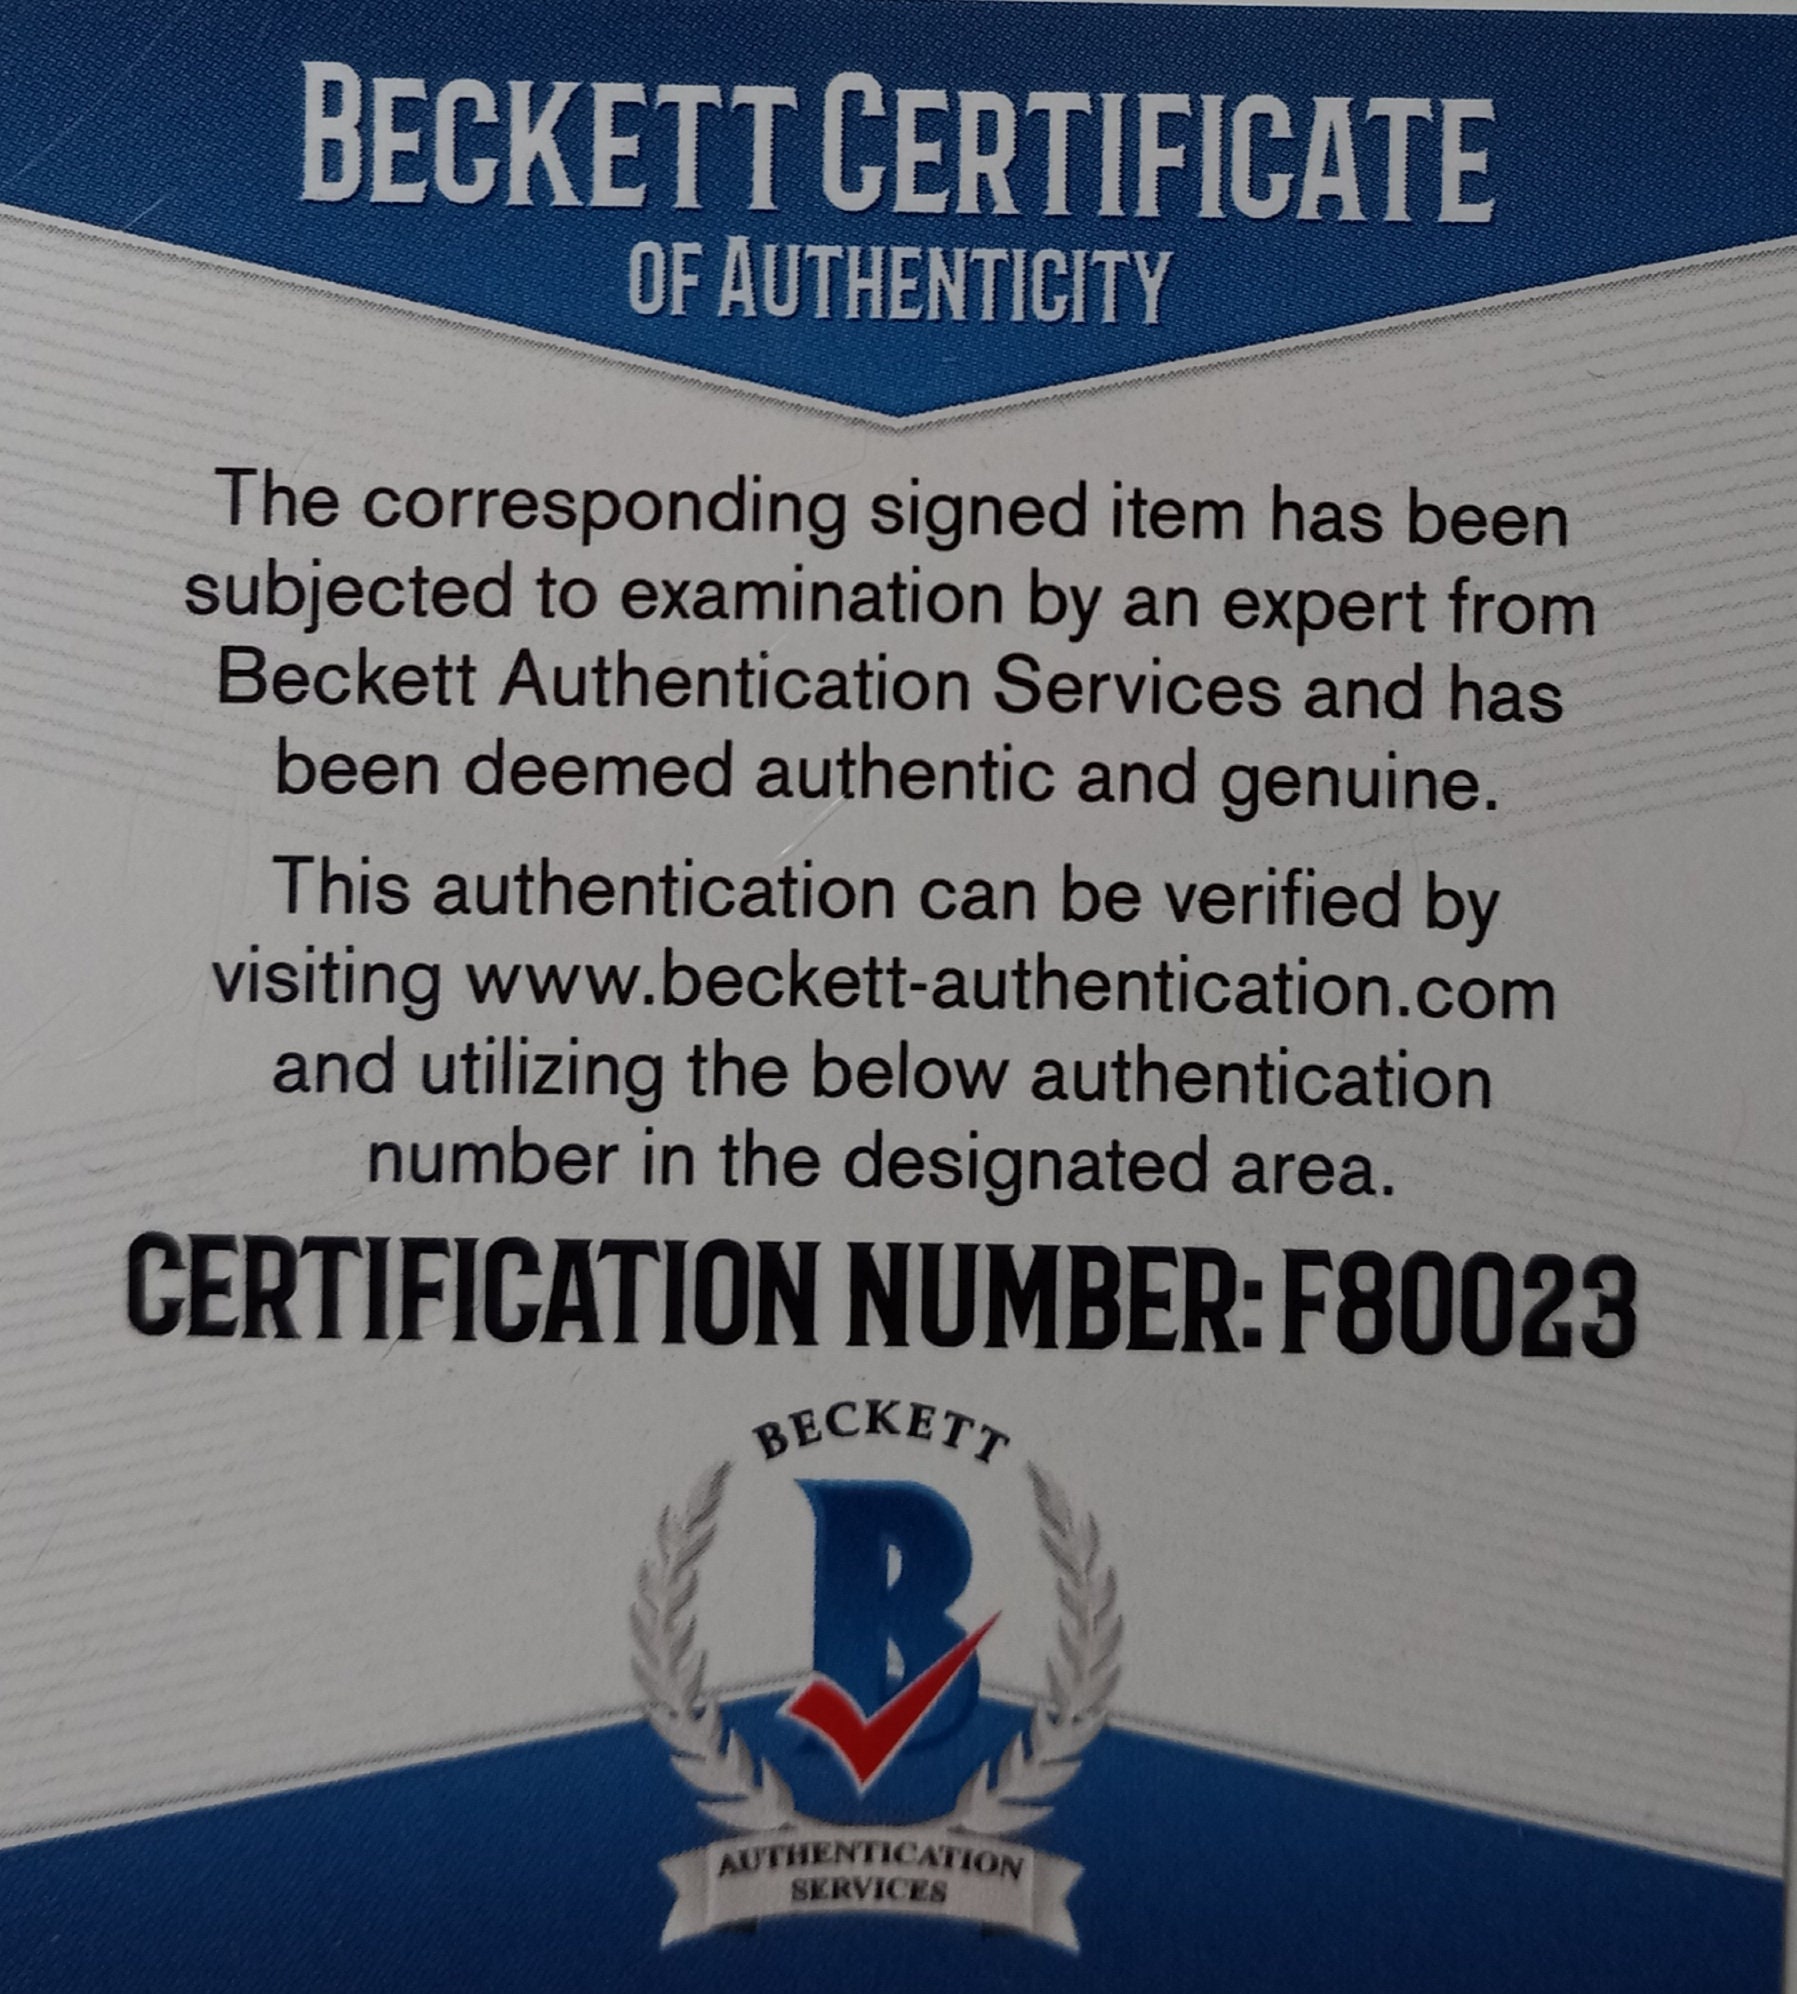 BECKETT CERTIFICATE
OF AUTHENTICITY
The corresponding signed item has been
subjected to examination by an expert from
Beckett Authentication Services and has
been deemed authentic and genuine.
This authentication can be verified by
visiting www.beckett-authentication.com
and utilizing the below authentication
number in the designated area.
CERTIFICATION NUMBER: F80023
BECKETT
B
AUTHENTICATION
SERVICES